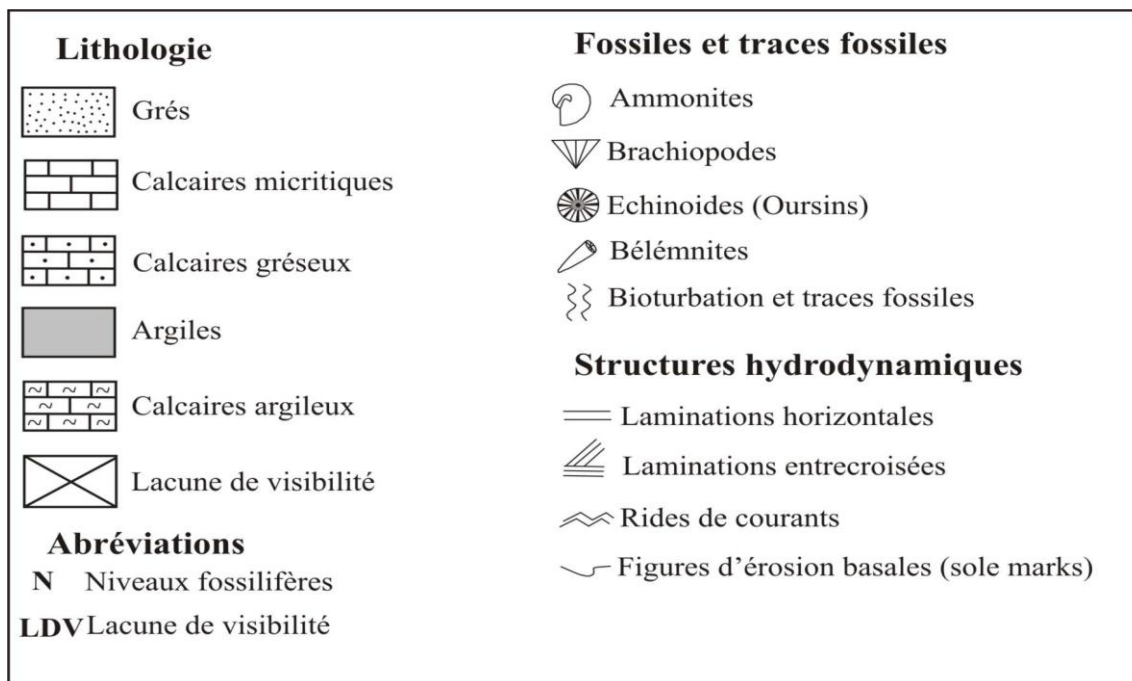 Lithologie
Grés
Calcaires micritiques
Calcaires gréseux
Argiles
Calcaires argileux
Lacune de visibilité
Abréviations
N Niveaux fossilifères
LDV Lacune de visibilité
Fossiles et traces fossiles
Ammonites
Brachiopodes
Echinoides (Oursins)
Bélémnites
Bioturbation et traces fossiles
Structures hydrodynamiques
Laminations horizontales
Laminations entrecroisées
Rides de courants
Figures d’érosion basales (sole marks)